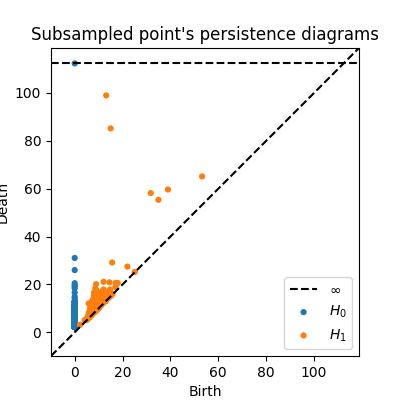 Subsampled point's persistence diagrams
Death
100
80
60
40
20
0
0 20 40 60 80 100
Birth
∞
H₀
H₁